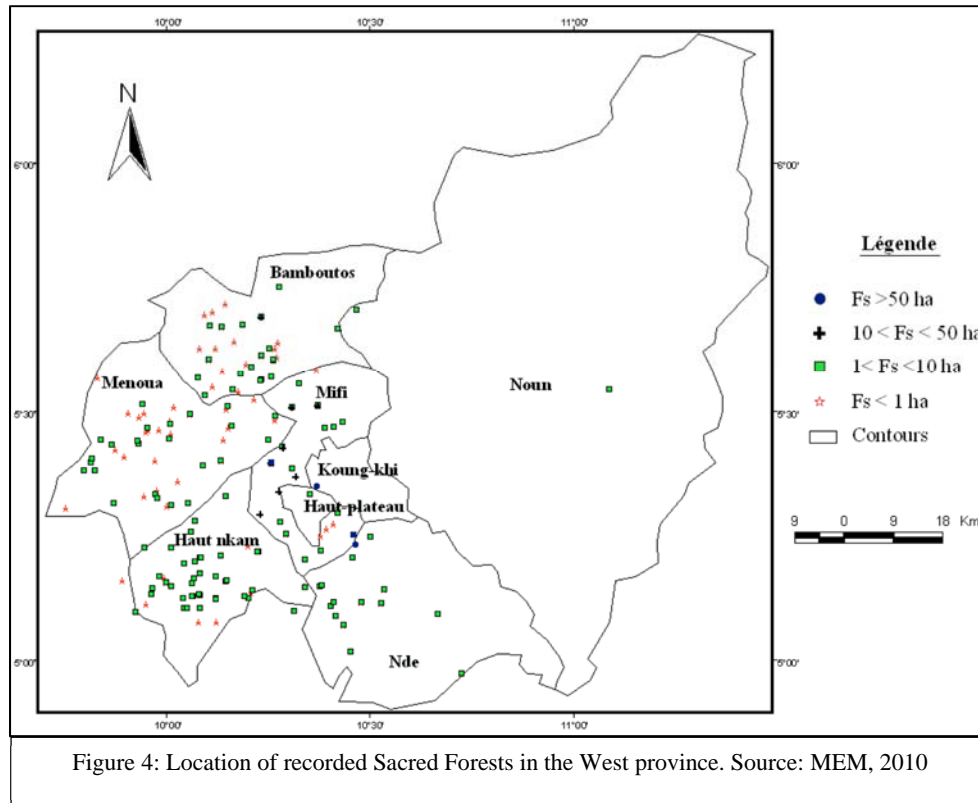 10°00'
10°30'
11°00'
N
6°00'
6°00'
Bamboutos
Légende
Fs >50 ha
10 < Fs < 50 ha
1< Fs <10 ha
Fs < 1 ha
Contours
Menoua
Mifi
Noun
5°30'
5°30'
Koung-khi
Haut-plateau
9 0 9 18 Km
Haut nkam
Nde
5°00'
5°00'
10°00'
10°30'
11°00'
Figure 4: Location of recorded Sacred Forests in the West province. Source: MEM, 2010